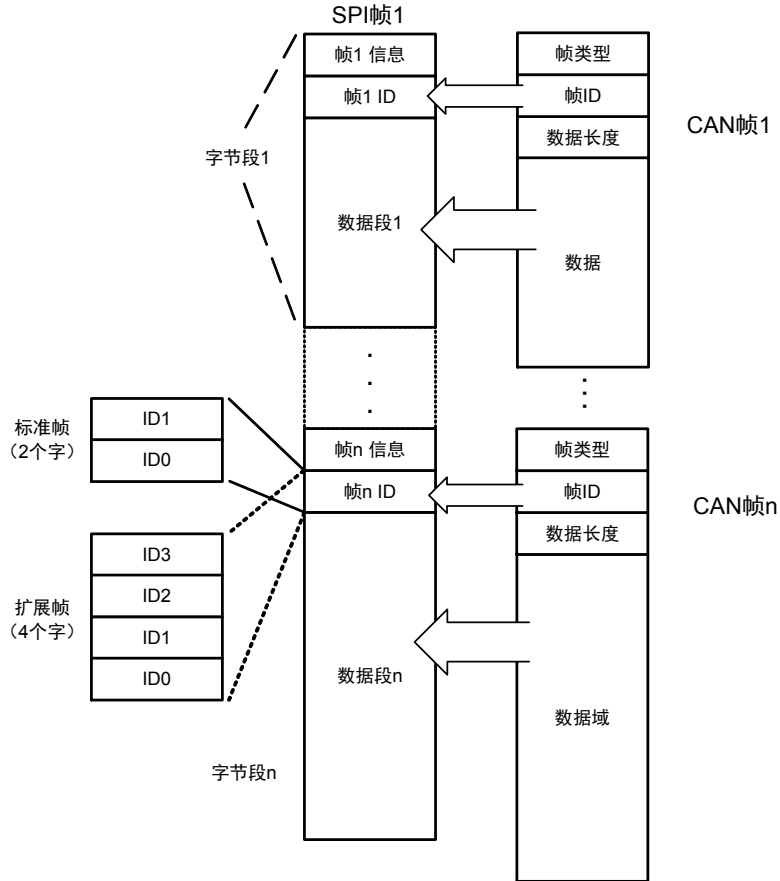 SPI帧1
帧1 信息
帧1 ID
数据段1
字节段1
帧类型
帧ID
数据长度
数据
CAN帧1
标准帧
（2个字）
ID1
ID0
扩展帧
（4个字）
ID3
ID2
ID1
ID0
帧n 信息
帧n ID
数据段n
字节段n
帧类型
帧ID
数据长度
数据域
CAN帧n